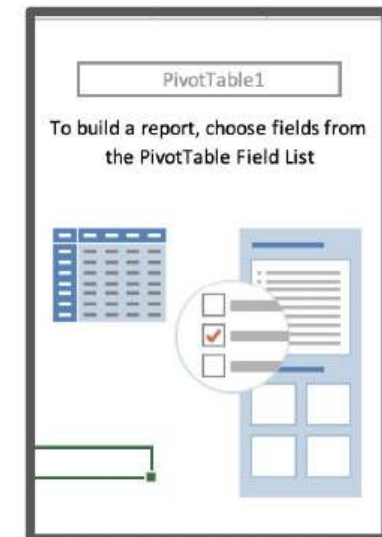 PivotTable1
To build a report, choose fields from
the PivotTable Field List